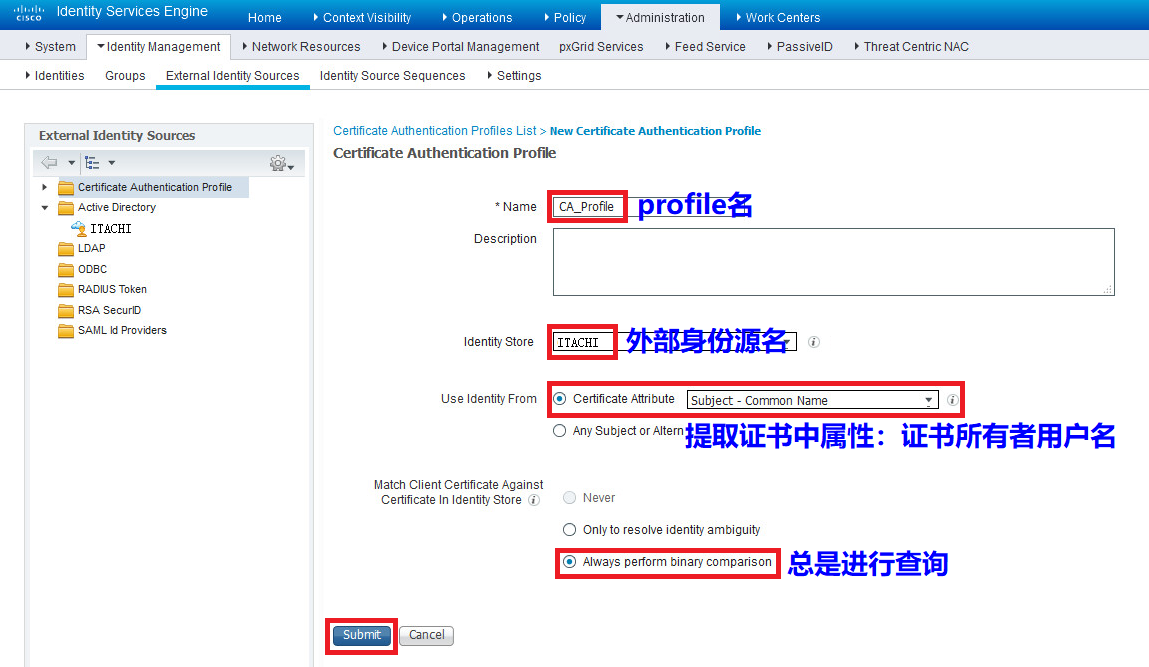 CISCO Identity Services Engine Home Context Visibility Operations Policy Administration Work Centers
System Identity Management Network Resources Device Portal Management pxGrid Services Feed Service PassiveID Threat Centric NAC
Identities Groups External Identity Sources Identity Source Sequences Settings
External Identity Sources
Certificate Authentication Profile
Active Directory
ITACHI
LDAP
ODBC
RADIUS Token
RSA SecurID
SAML Id Providers
Certificate Authentication Profiles List > New Certificate Authentication Profile
Certificate Authentication Profile
* Name CA_Profile profile名
Description
Identity Store ITACHI 外部身份源名
Use Identity From Certificate Attribute Subject - Common Name
Any Subject or Altern 提取证书中属性：证书所有者用户名
Match Client Certificate Against
Certificate In Identity Store
Never
Only to resolve identity ambiguity
Always perform binary comparison 总是进行查询
Submit Cancel